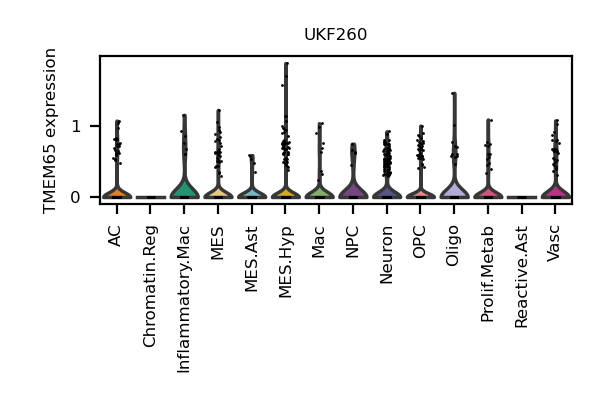 UKF260
TMEM65 expression
1
0
AC
Chromatin.Reg
Inflammatory.Mac
MES
MES.Ast
MES.Hyp
Mac
NPC
Neuron
OPC
Oligo
Prolif.Metab
Reactive.Ast
Vasc